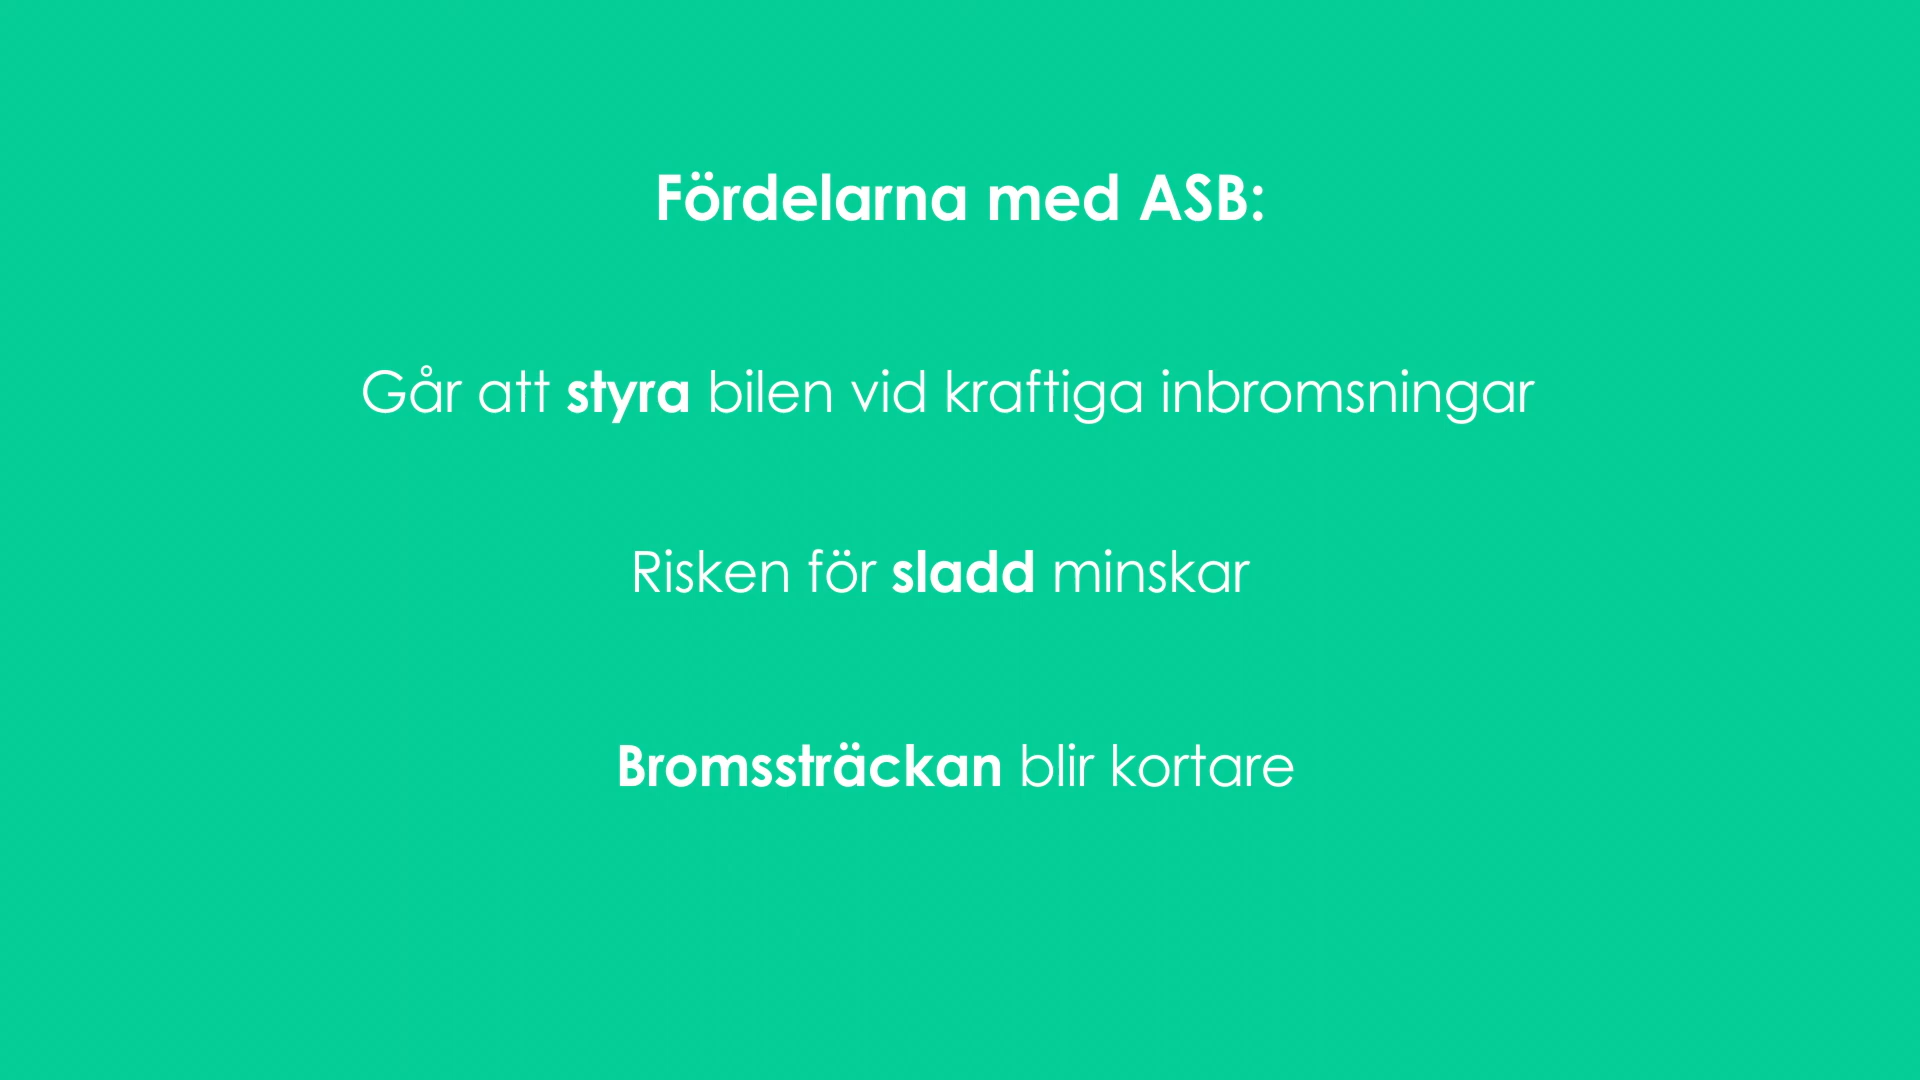 Fördelarna med ASB:
Går att styra bilen vid kraftiga inbromsningar
Risken för sladd minskar
Bromssträckan blir kortare